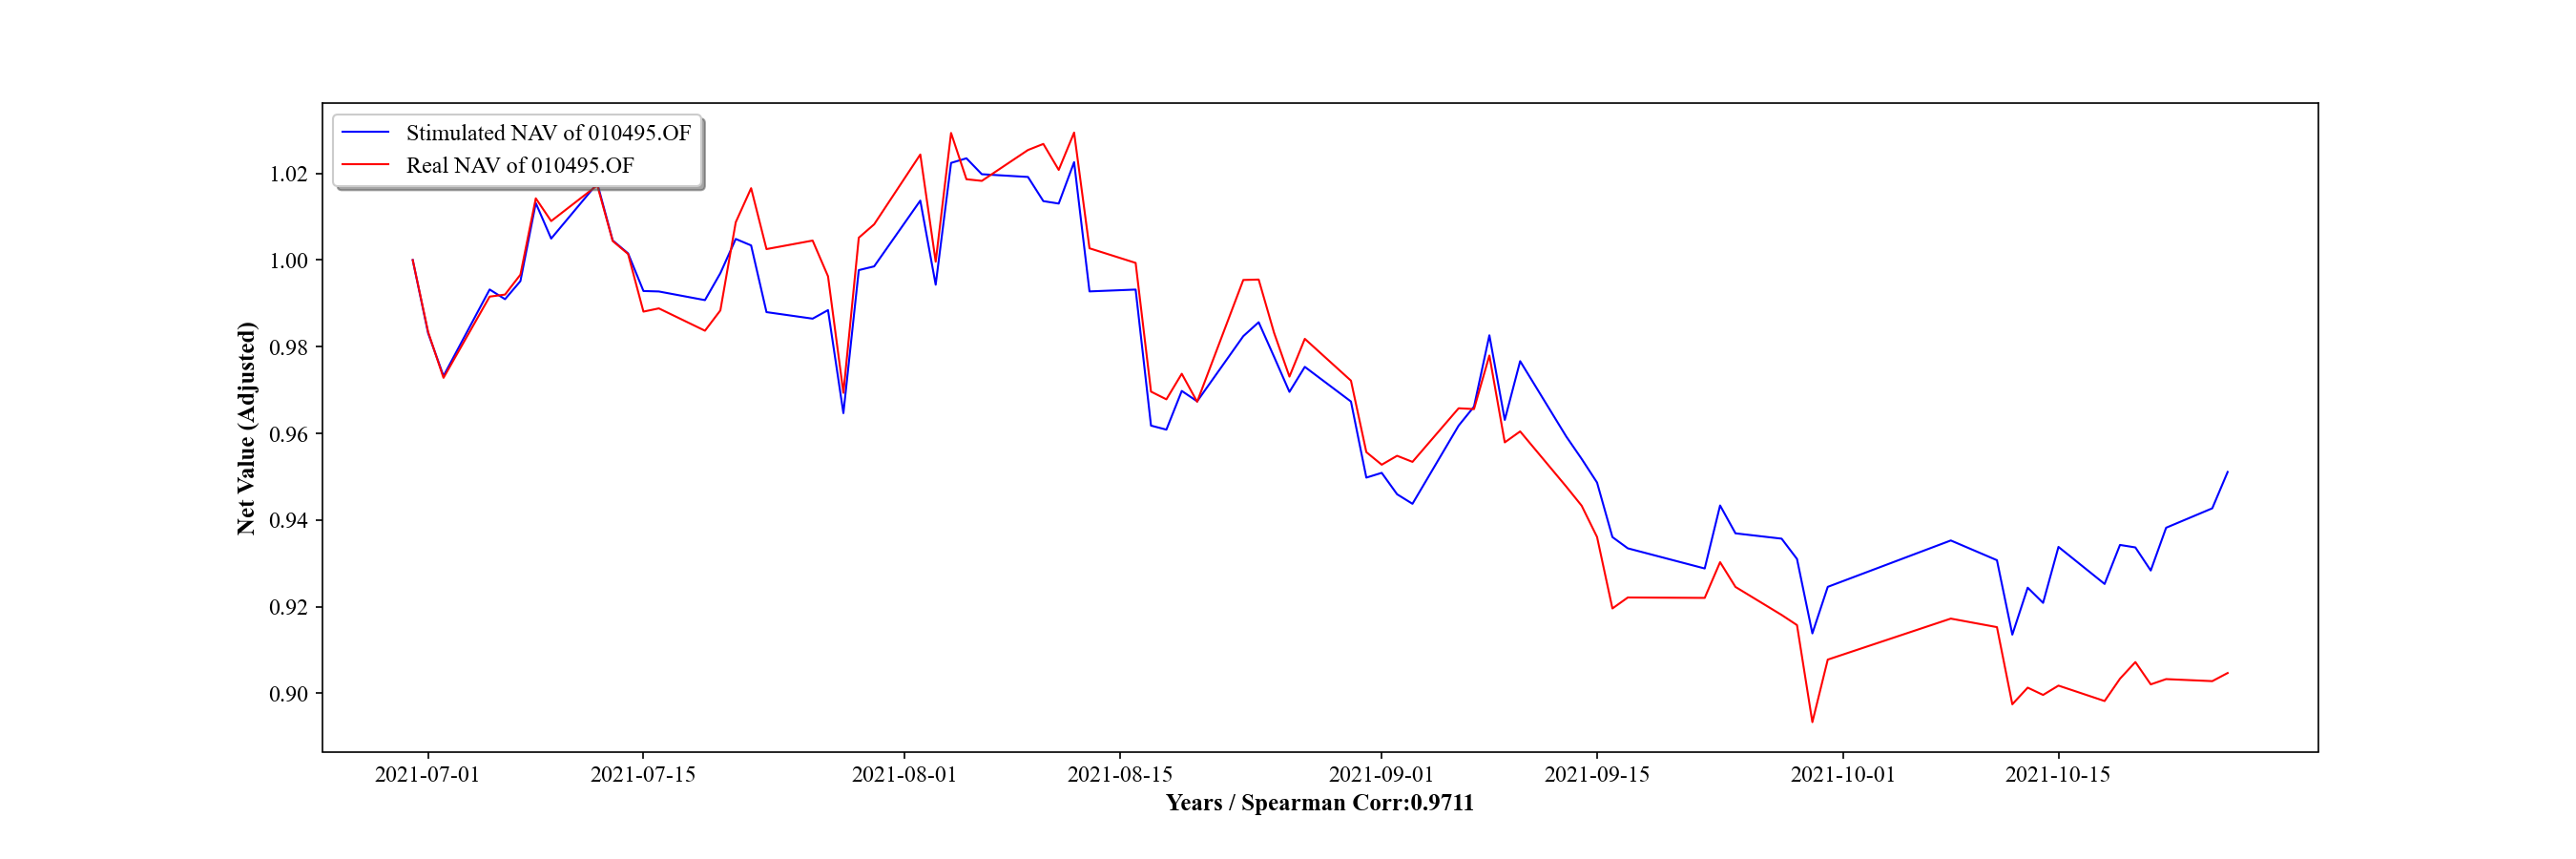 Stimulated NAV of 010495.OF
Real NAV of 010495.OF
Net Value (Adjusted)
1.02
1.00
0.98
0.96
0.94
0.92
0.90
2021-07-01 2021-07-15 2021-08-01 2021-08-15 2021-09-01 2021-09-15 2021-10-01 2021-10-15
Years / Spearman Corr:0.9711